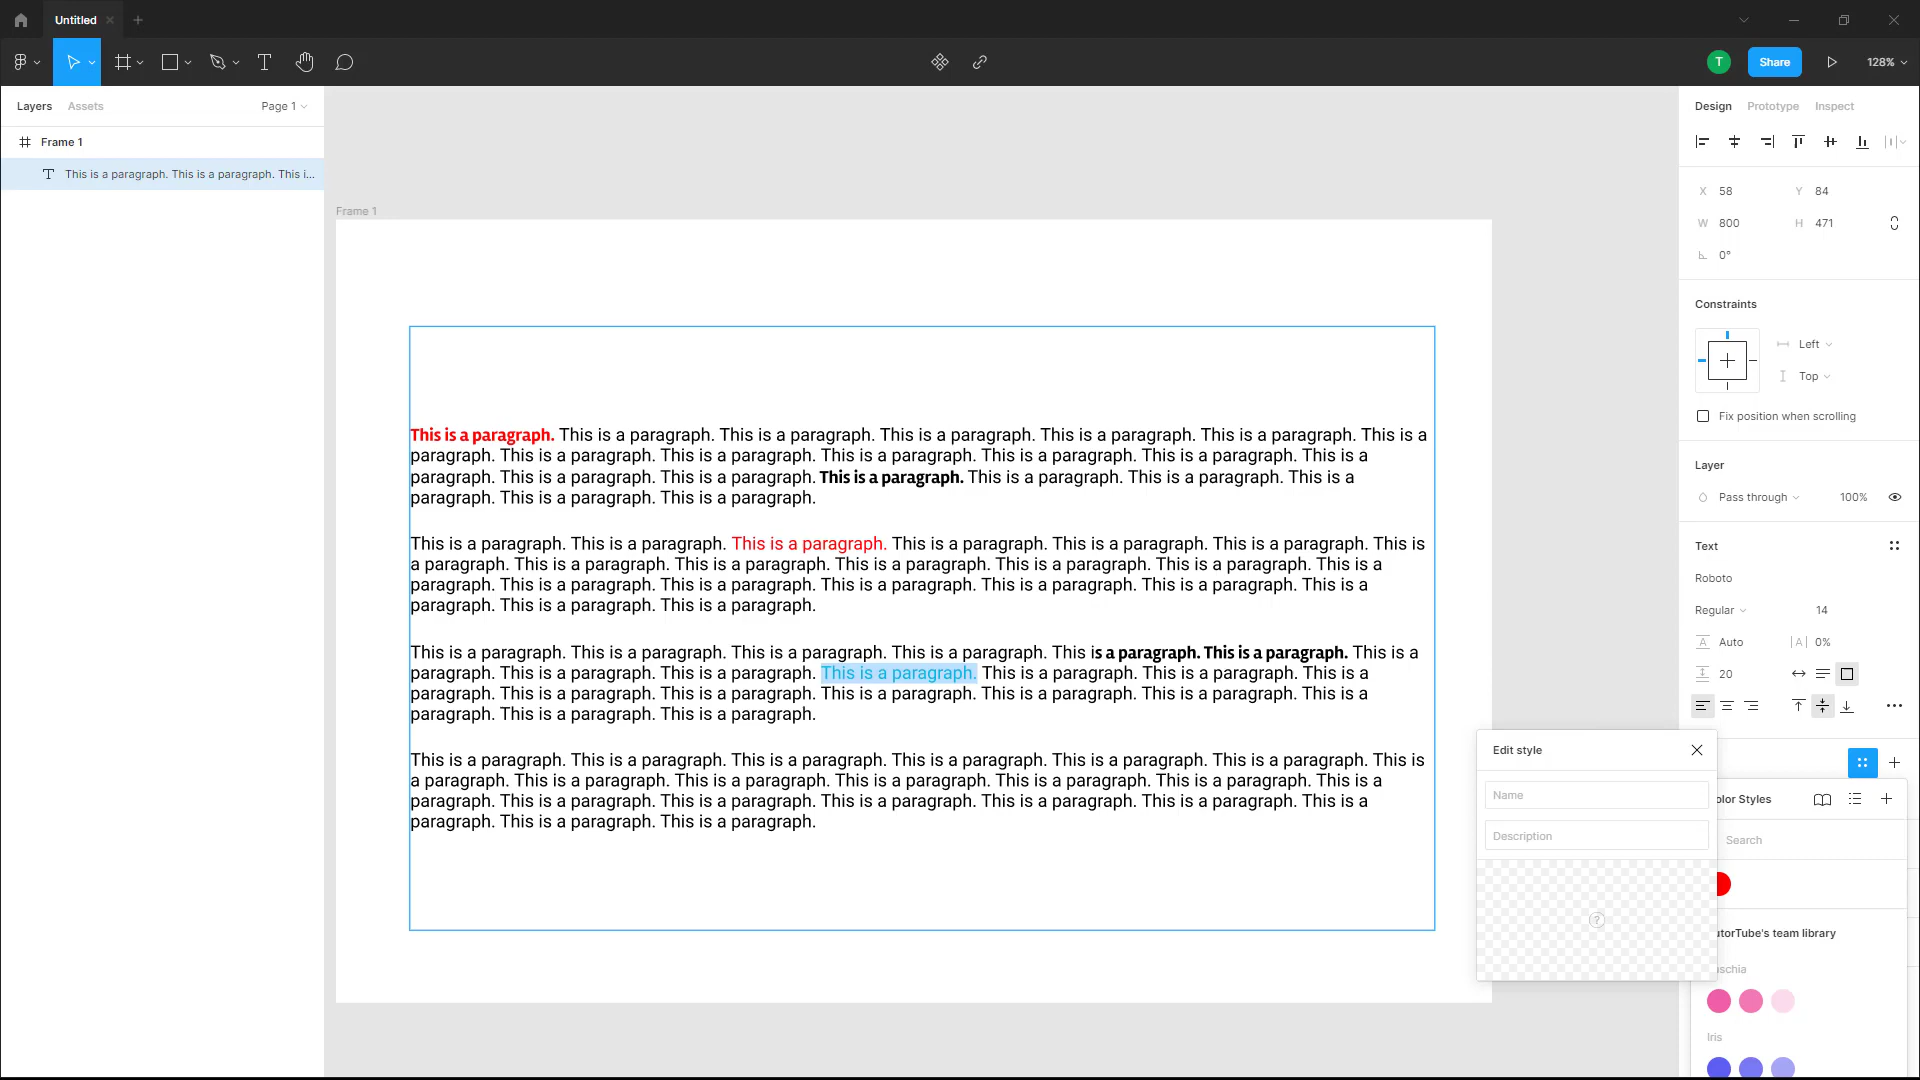 Untitled
T
Share
128%
Layers
Assets
Page 1
Design
Prototype
Inspect
Frame 1
This is a paragraph. This is a paragraph. This i...
X 58
Y 84
W 800
H 471
0°
Frame 1
Constraints
Left
Top
Fix position when scrolling
Layer
Pass through
100%
Text
Roboto
Regular
14
Auto
|A| 0%
20
This is a paragraph. This is a paragraph. This is a paragraph. This is a paragraph. This is a paragraph. This is a paragraph. This is a
paragraph. This is a paragraph. This is a paragraph. This is a paragraph. This is a paragraph. This is a paragraph. This is a
paragraph. This is a paragraph. This is a paragraph. This is a paragraph. This is a paragraph. This is a paragraph. This is a
paragraph. This is a paragraph. This is a paragraph.
This is a paragraph. This is a paragraph. This is a paragraph. This is a paragraph. This is a paragraph. This is a paragraph. This is
a paragraph. This is a paragraph. This is a paragraph. This is a paragraph. This is a paragraph. This is a paragraph. This is a
paragraph. This is a paragraph. This is a paragraph. This is a paragraph. This is a paragraph. This is a paragraph. This is a
paragraph. This is a paragraph. This is a paragraph.
This is a paragraph. This is a paragraph. This is a paragraph. This is a paragraph. This is a paragraph. This is a paragraph. This is a
paragraph. This is a paragraph. This is a paragraph. This is a paragraph. This is a paragraph. This is a paragraph. This is a
paragraph. This is a paragraph. This is a paragraph. This is a paragraph. This is a paragraph. This is a paragraph. This is a
paragraph. This is a paragraph. This is a paragraph.
This is a paragraph. This is a paragraph. This is a paragraph. This is a paragraph. This is a paragraph. This is a paragraph. This is
a paragraph. This is a paragraph. This is a paragraph. This is a paragraph. This is a paragraph. This is a paragraph. This is a
paragraph. This is a paragraph. This is a paragraph. This is a paragraph. This is a paragraph. This is a paragraph. This is a
paragraph. This is a paragraph. This is a paragraph.
Edit style
Name
Description
?
olor Styles
Search
utorTube's team library
schia
Iris